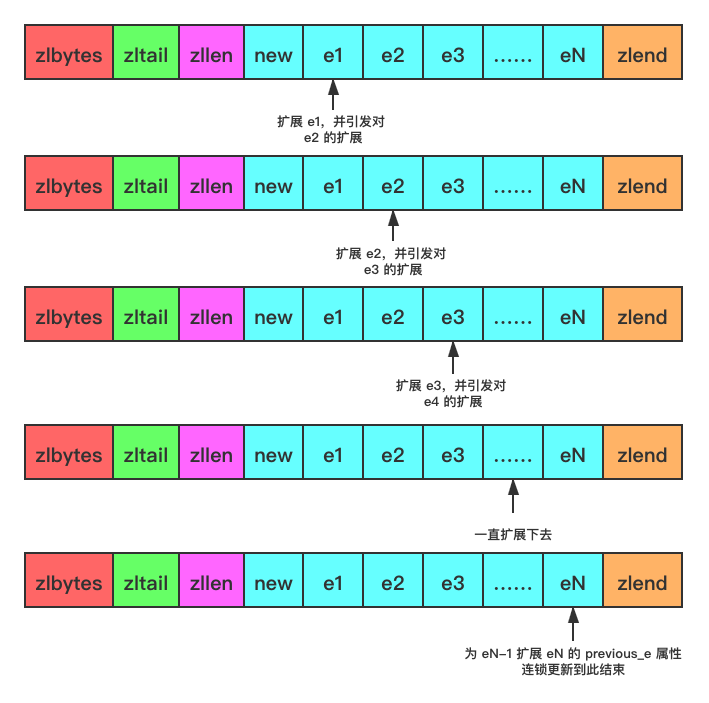 zlbytes zltail zllen new e1 e2 e3 …… eN zlend
扩展 e1，并引发对
e2 的扩展
zlbytes zltail zllen new e1 e2 e3 …… eN zlend
扩展 e2，并引发对
e3 的扩展
zlbytes zltail zllen new e1 e2 e3 …… eN zlend
扩展 e3，并引发对
e4 的扩展
zlbytes zltail zllen new e1 e2 e3 …… eN zlend
一直扩展下去
zlbytes zltail zllen new e1 e2 e3 …… eN zlend
为 eN-1 扩展 eN 的 previous_e 属性
连锁更新到此结束